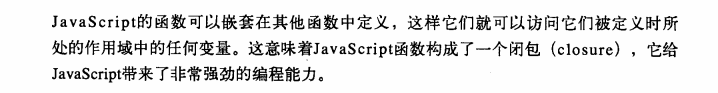 JavaScript的函数可以嵌套在其他函数中定义，这样它们就可以访问它们被定义时所
处的作用域中的任何变量。这意味着JavaScript函数构成了一个闭包（closure），它给
JavaScript带来了非常强劲的编程能力。